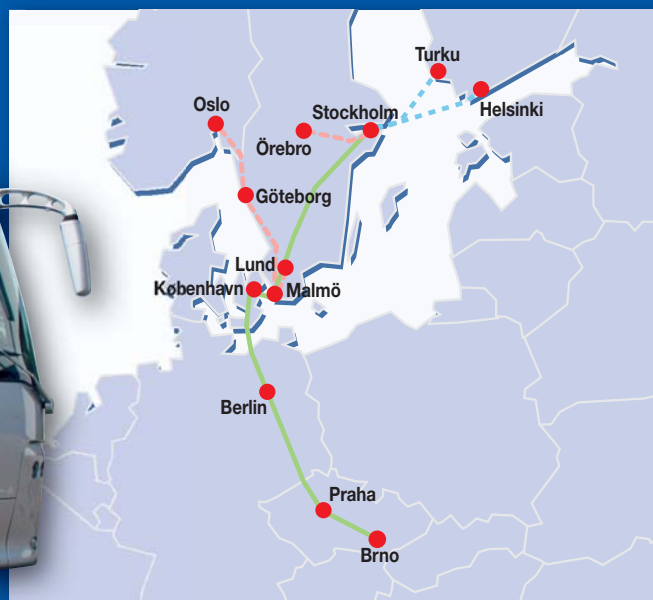 Turku
Oslo
Stockholm
Helsinki
Örebro
Göteborg
Lund
København
Malmö
Berlin
Praha
Brno